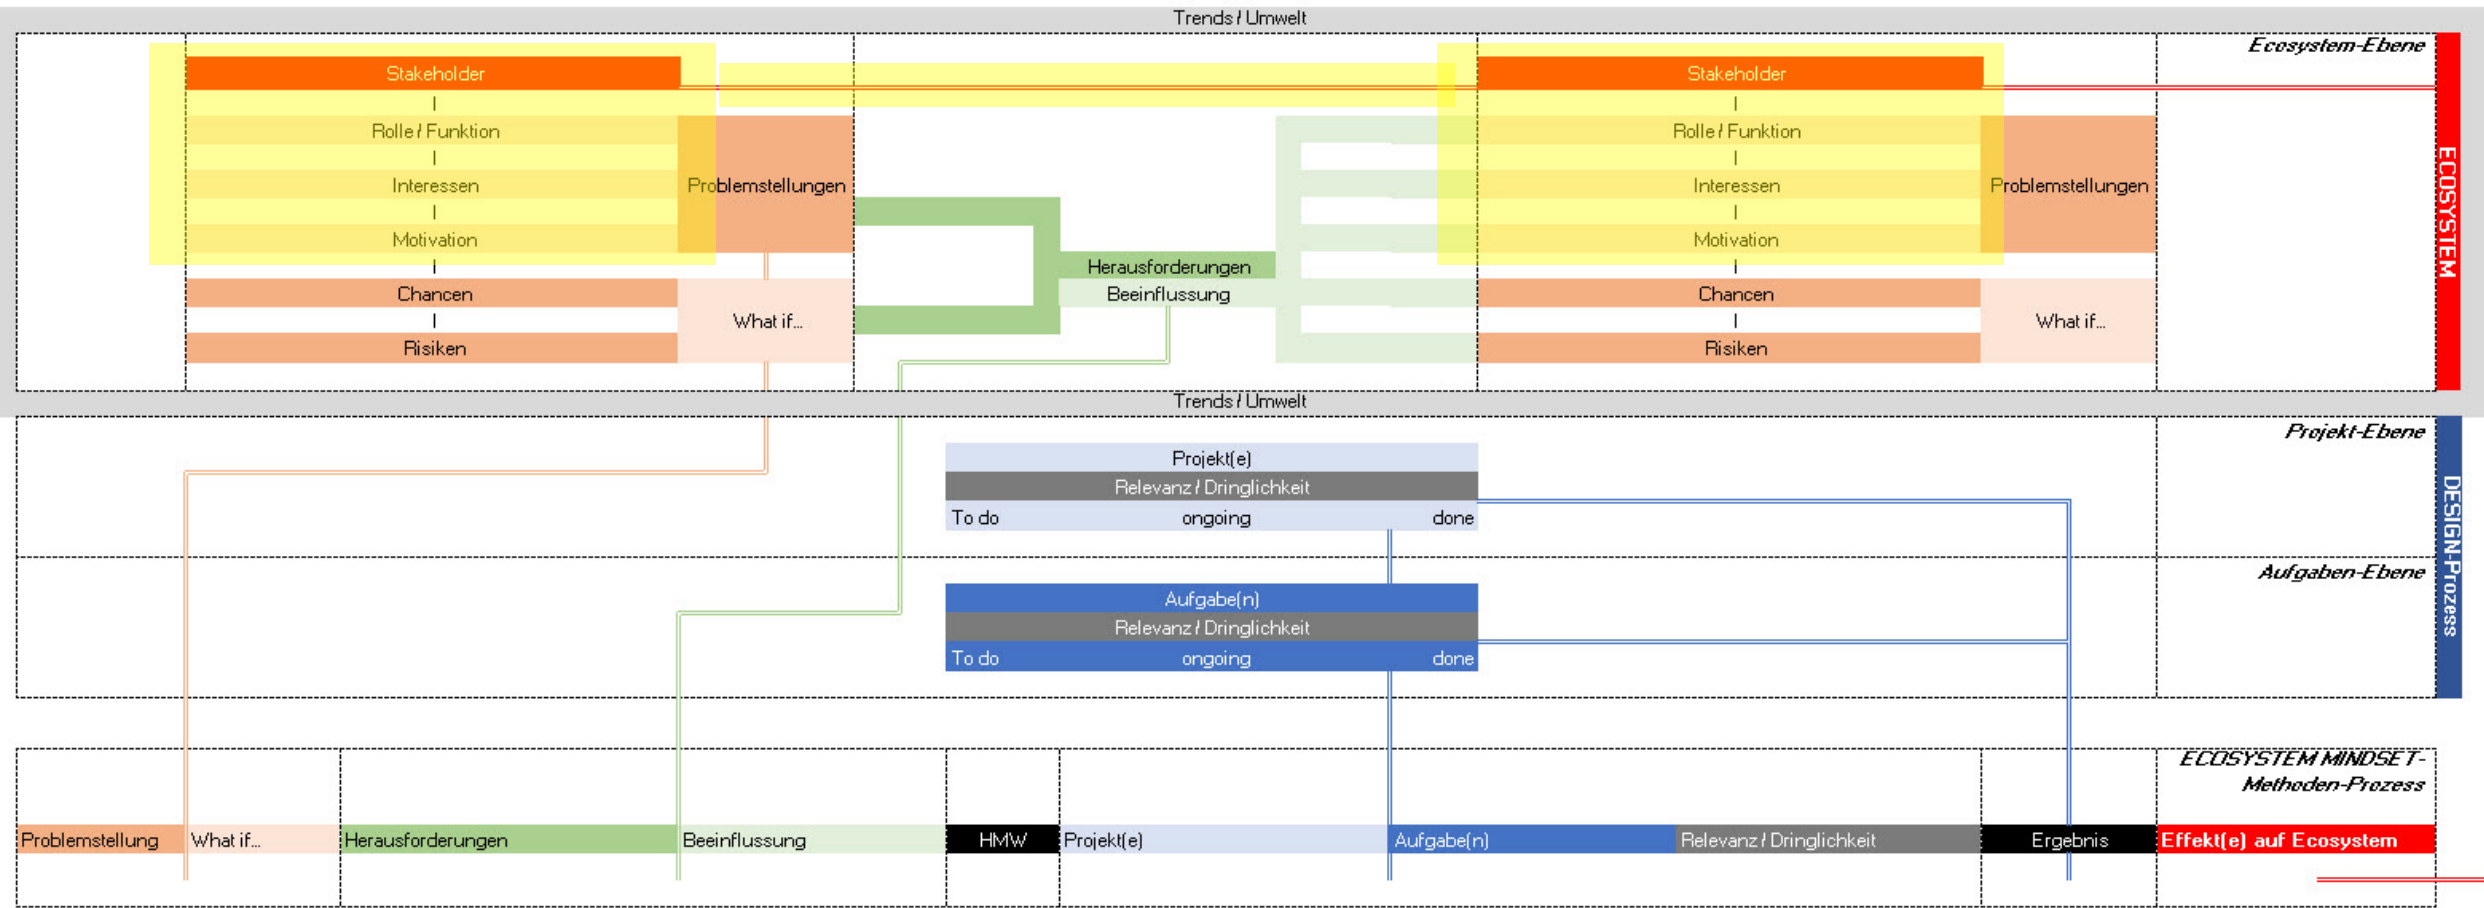 Trends / Umwelt
Ecosystem-Ebene
Stakeholder
Rolle / Funktion
Interessen
Motivation
Problemstellungen
Chancen
Risiken
What if...
Herausforderungen
Beeinflussung
Stakeholder
Rolle / Funktion
Interessen
Motivation
Problemstellungen
Chancen
Risiken
What if...
ECOSYSTEM
Trends / Umwelt
Projekt-Ebene
Projekt(e)
Relevanz / Dringlichkeit
To do ongoing done
Aufgaben-Ebene
Aufgabe(n)
Relevanz / Dringlichkeit
To do ongoing done
DESIGN-Prozess
ECOSYSTEM MINDSET-
Methoden-Prozess
Problemstellung What if... Herausforderungen Beeinflussung HMW Projekt(e) Aufgabe(n) Relevanz / Dringlichkeit Ergebnis Effekt(e) auf Ecosystem